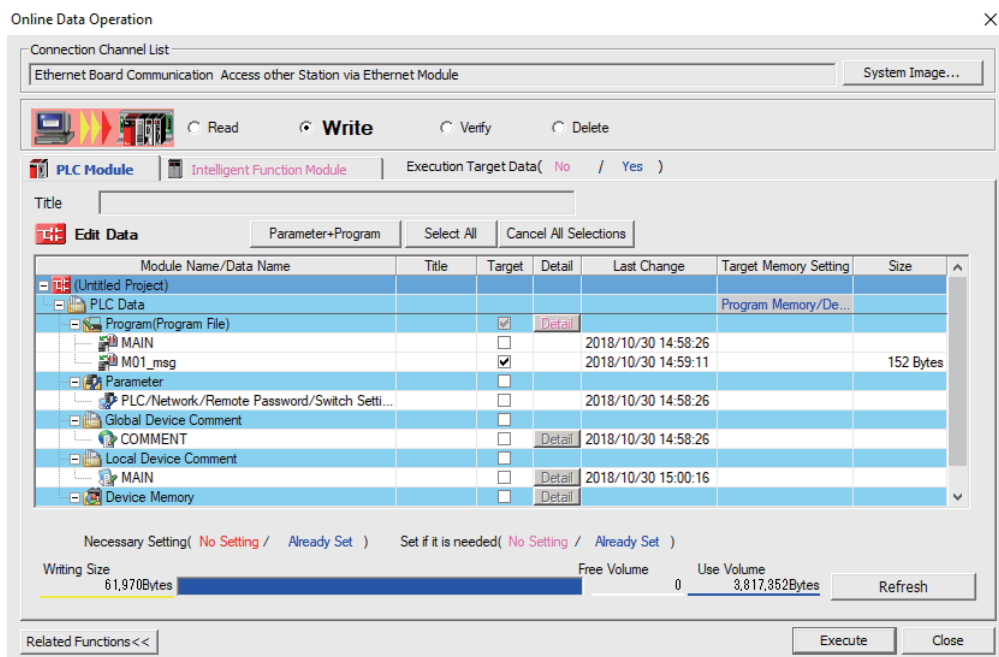 Online Data Operation
Connection Channel List
Ethernet Board Communication Access other Station via Ethernet Module
System Image...
Read Write Verify Delete
PLC Module Intelligent Function Module Execution Target Data( No / Yes )
Title
Edit Data Parameter+Program Select All Cancel All Selections
Module Name/Data Name Title Target Detail Last Change Target Memory Setting Size
(Untitled Project)
PLC Data Program Memory/De...
Program(Program File) Detail
MAIN 2018/10/30 14:58:26
M01_msg 2018/10/30 14:59:11 152 Bytes
Parameter
PLC/Network/Remote Password/Switch Setti... 2018/10/30 14:58:26
Global Device Comment
COMMENT Detail 2018/10/30 14:58:26
Local Device Comment
MAIN Detail 2018/10/30 15:00:16
Device Memory Detail
Necessary Setting( No Setting / Already Set ) Set if it is needed( No Setting / Already Set )
Writing Size Free Volume Use Volume
61,970Bytes 0 3,817,352Bytes Refresh
Related Functions<< Execute Close